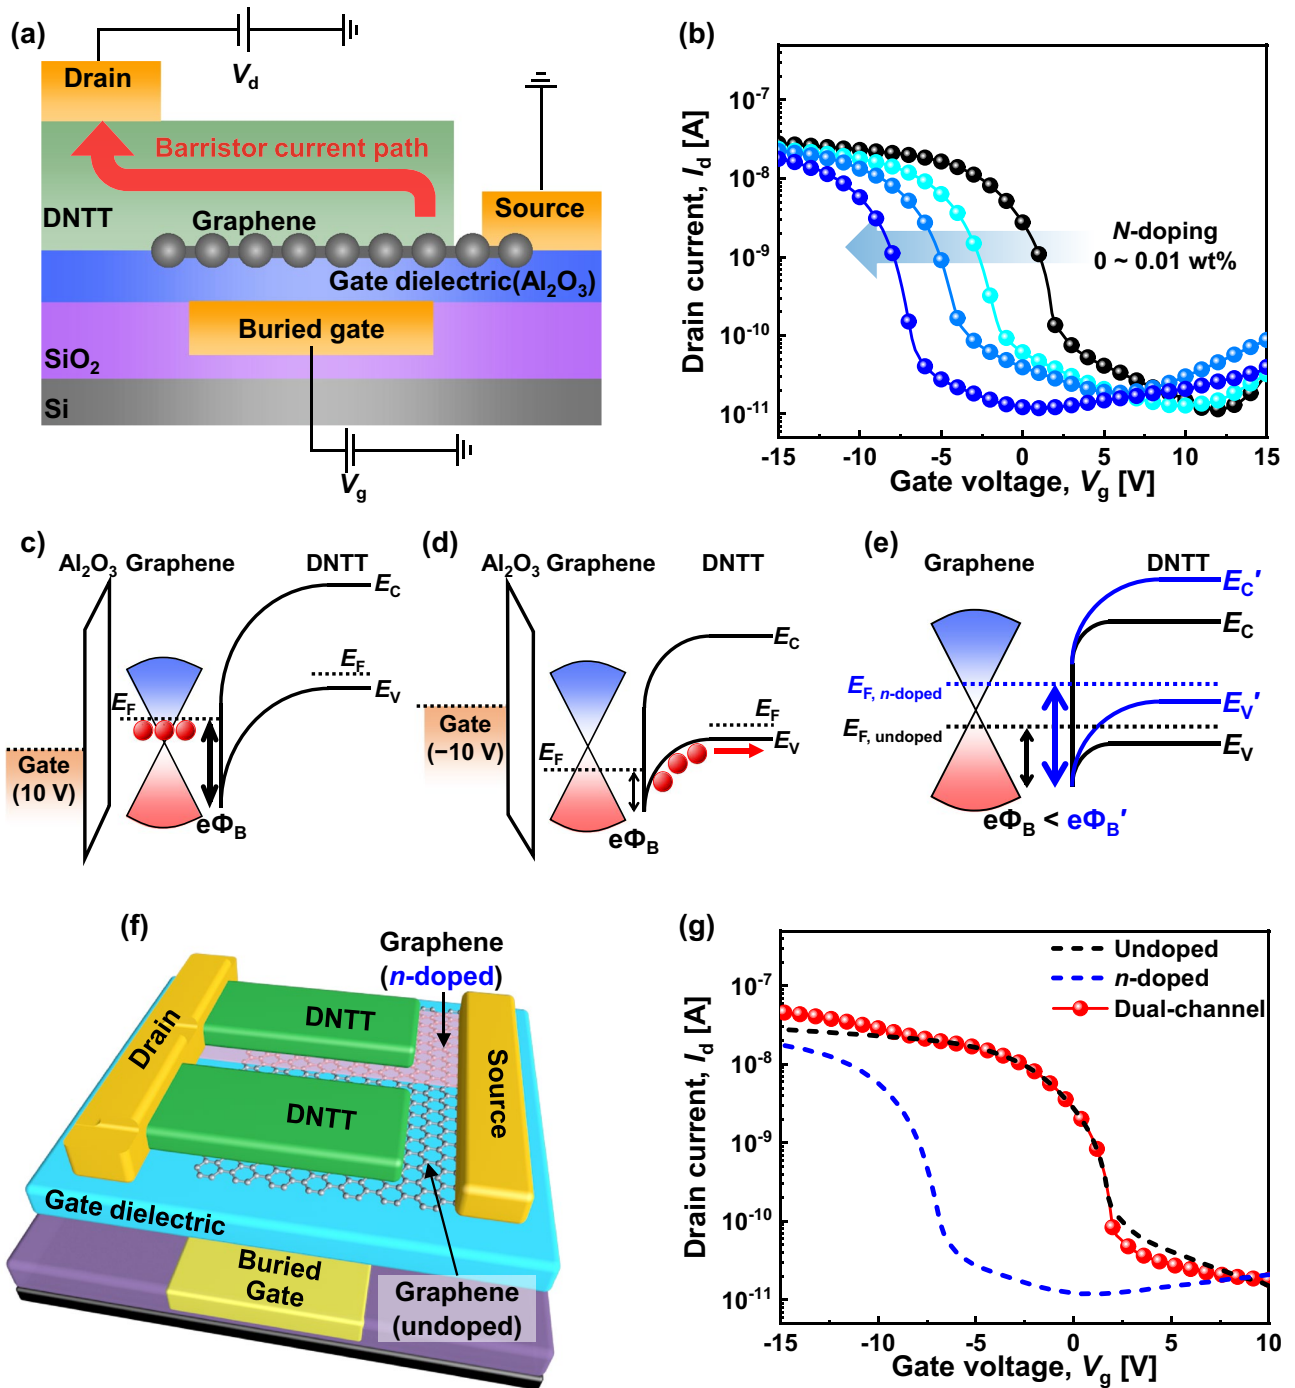 (a)
V_d
Drain
Barristor current path
DNTT
Graphene
Source
Gate dielectric(Al₂O₃)
Buried gate
SiO₂
Si
V_g
(b)
Drain current, I_d [A]
10⁻⁷
10⁻⁸
10⁻⁹
10⁻¹⁰
10⁻¹¹
N-doping
0 ~ 0.01 wt%
-15 -10 -5 0 5 10 15
Gate voltage, V_g [V]
c)
Al₂O₃ Graphene DNTT
E_C
E_F
E_V
E_F
Gate
(10 V)
eΦ_B
(d)
Al₂O₃ Graphene DNTT
E_C
E_F
E_V
Gate
(−10 V)
E_F
eΦ_B
(e)
Graphene DNTT
E_C′
E_C
E_F, n-doped
E_V′
E_F, undoped
E_V
eΦ_B < eΦ_B′
(f)
Graphene
(n-doped)
Drain
DNTT
DNTT
Source
Gate dielectric
Buried
Gate
Graphene
(undoped)
(g)
Drain current, I_d [A]
10⁻⁷
10⁻⁸
10⁻⁹
10⁻¹⁰
10⁻¹¹
Undoped
n-doped
Dual-channel
-15 -10 -5 0 5 10
Gate voltage, V_g [V]